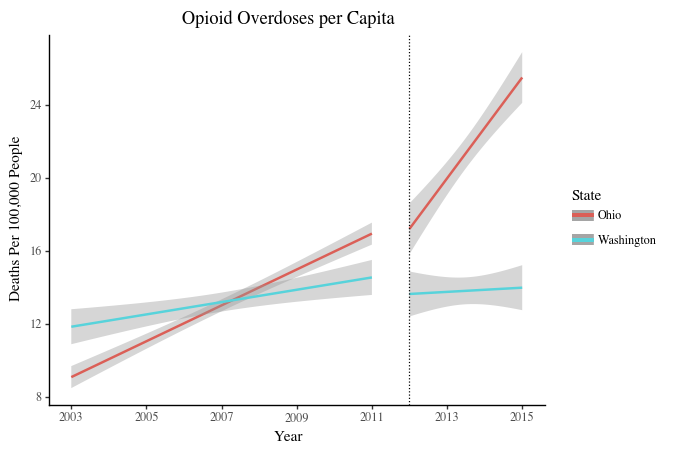 Opioid Overdoses per Capita
Deaths Per 100,000 People
24
20
16
12
8
2003 2005 2007 2009 2011 2013 2015
Year
State
Ohio
Washington